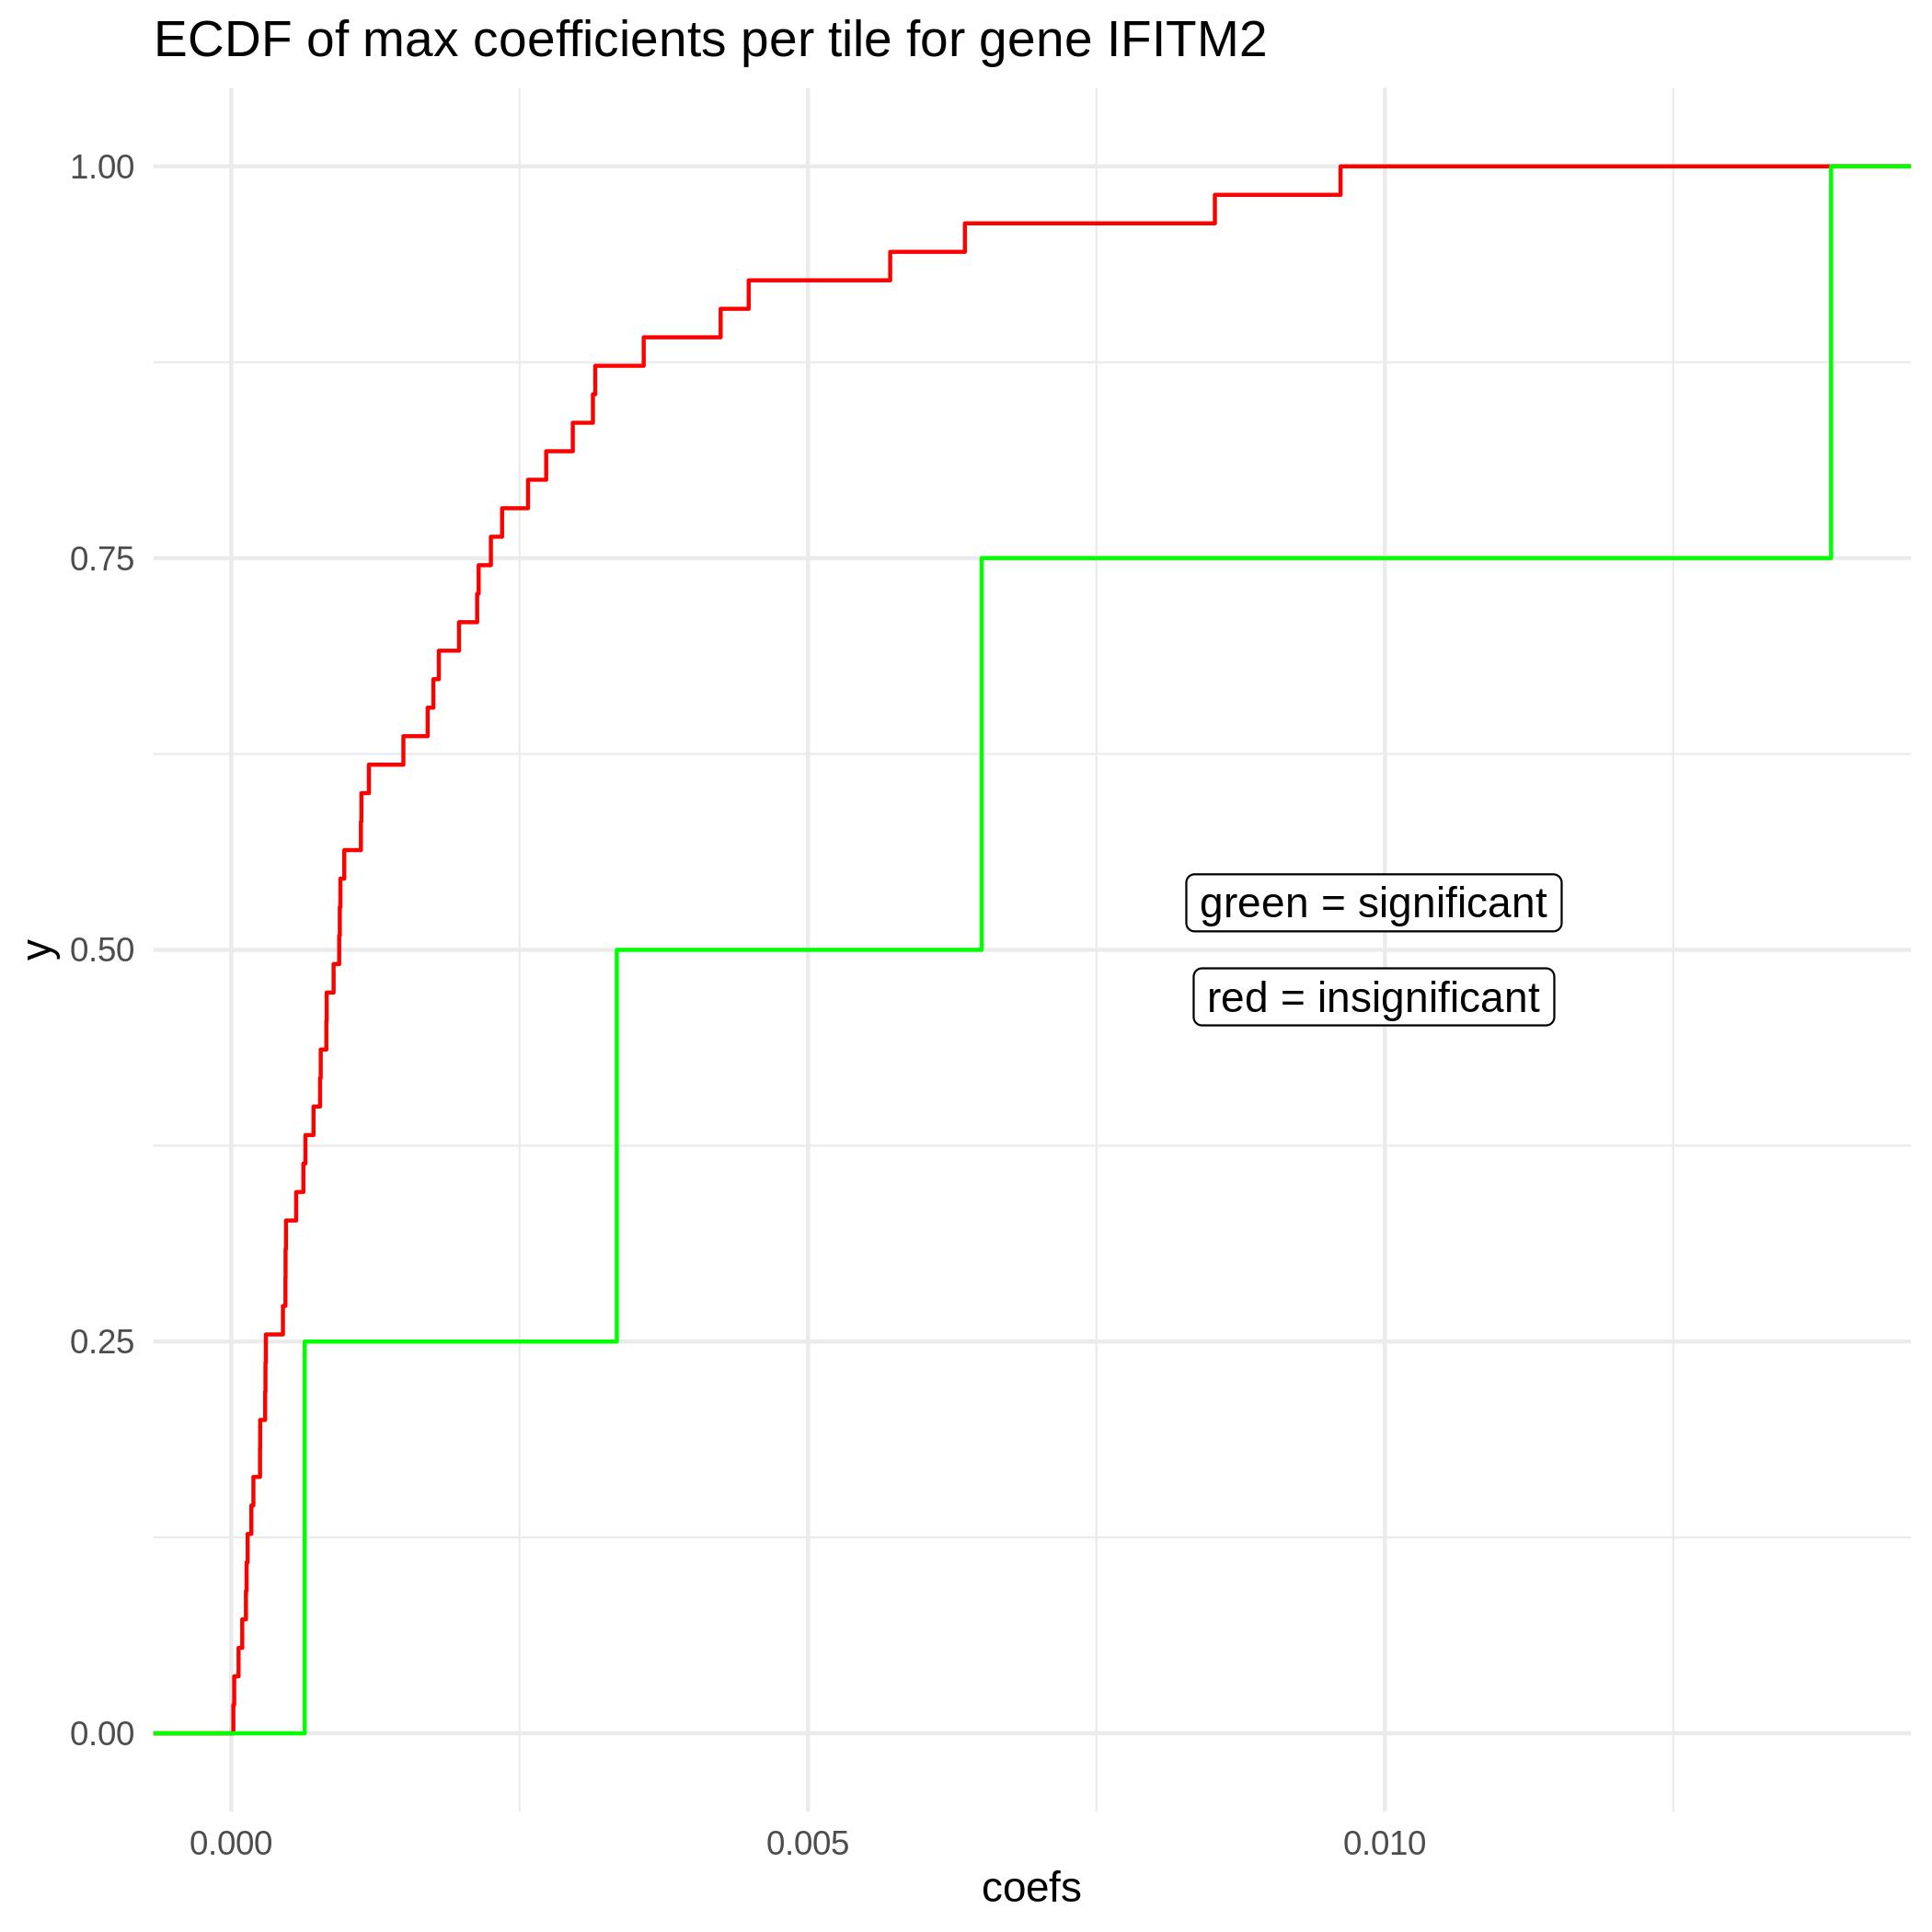 ECDF of max coefficients per tile for gene IFITM2
1.00
0.75
0.50
0.25
0.00
y
green = significant
red = insignificant
0.000
0.005
0.010
coefs